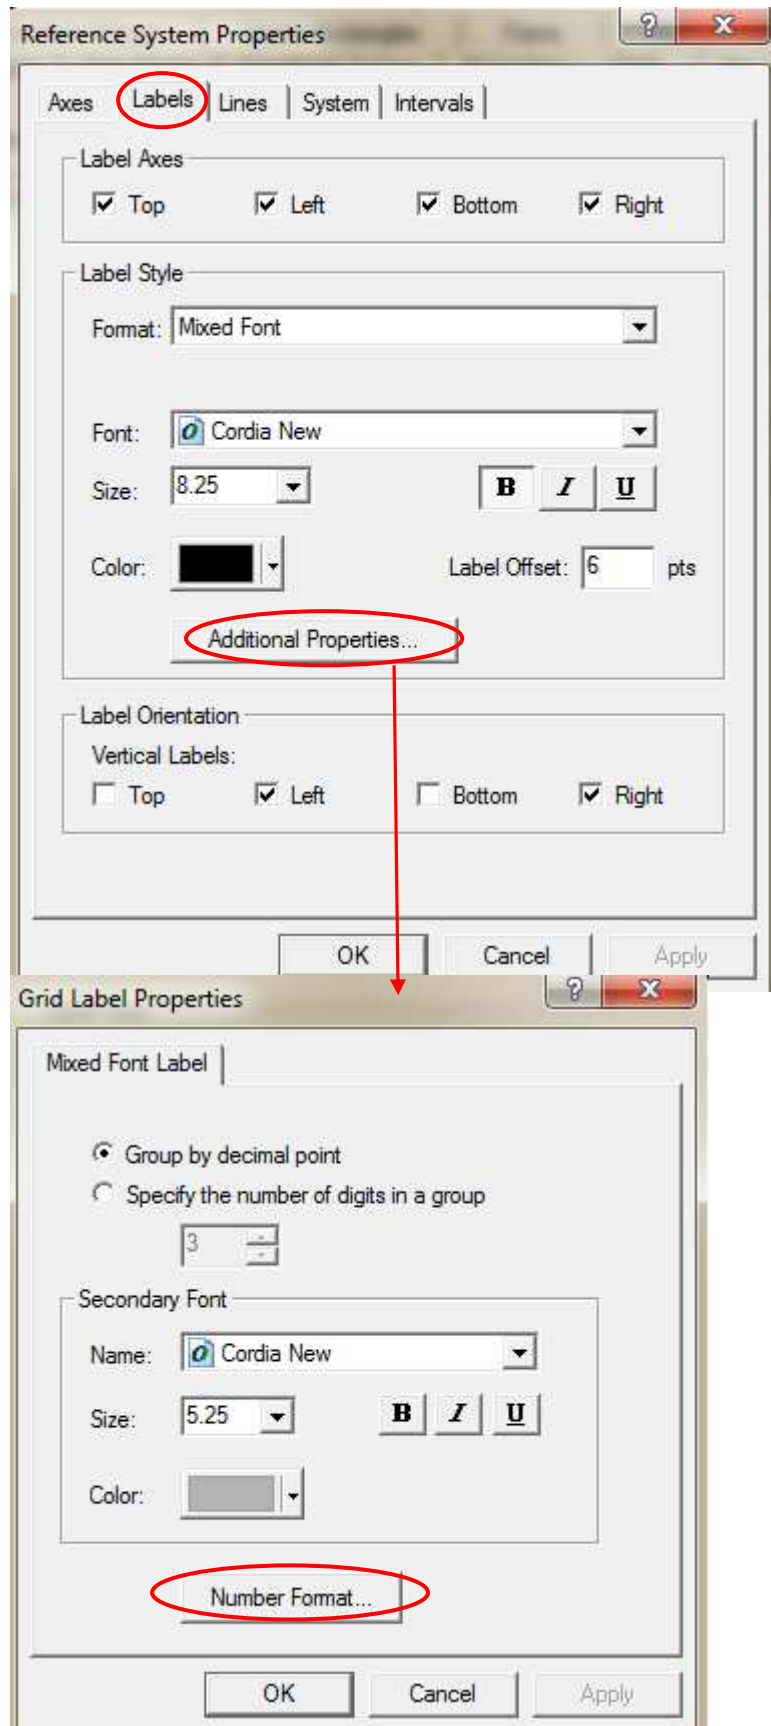 Reference System Properties
Axes Labels Lines System Intervals
Label Axes
Top Left Bottom Right
Label Style
Format: Mixed Font
Font: Cordia New
Size: 8.25 B I U
Color: Label Offset: 6 pts
Additional Properties...
Label Orientation
Vertical Labels:
Top Left Bottom Right
OK Cancel Apply
Grid Label Properties
Mixed Font Label
Group by decimal point
Specify the number of digits in a group
3
Secondary Font
Name: Cordia New
Size: 5.25 B I U
Color:
Number Format...
OK Cancel Apply